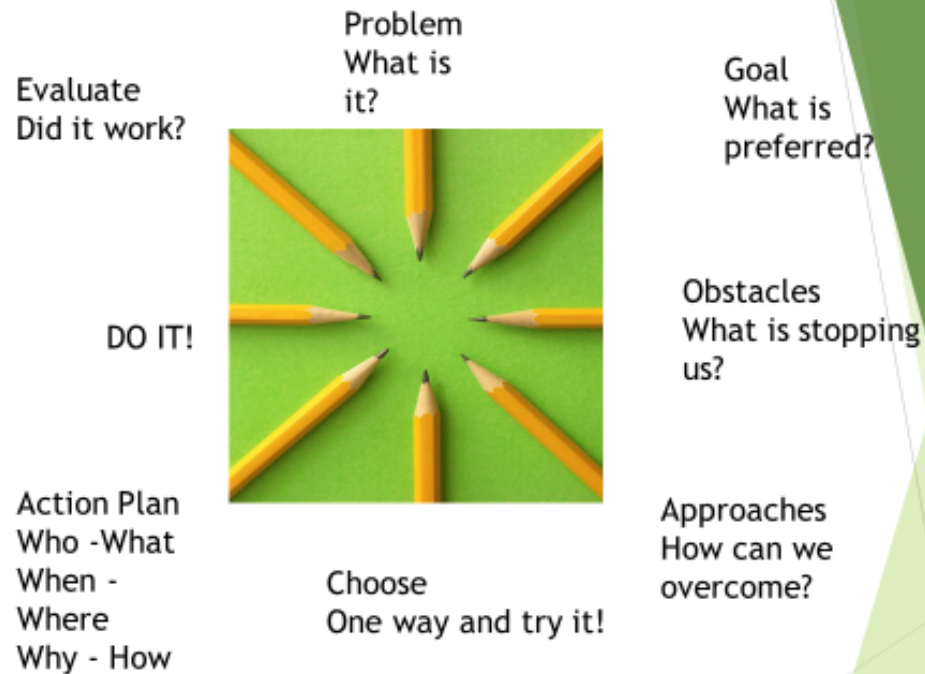 Problem
What is
it?
Goal
What is
preferred?
Obstacles
What is stopping
us?
Approaches
How can we
overcome?
Choose
One way and try it!
Action Plan
Who -What
When -
Where
Why - How
DO IT!
Evaluate
Did it work?